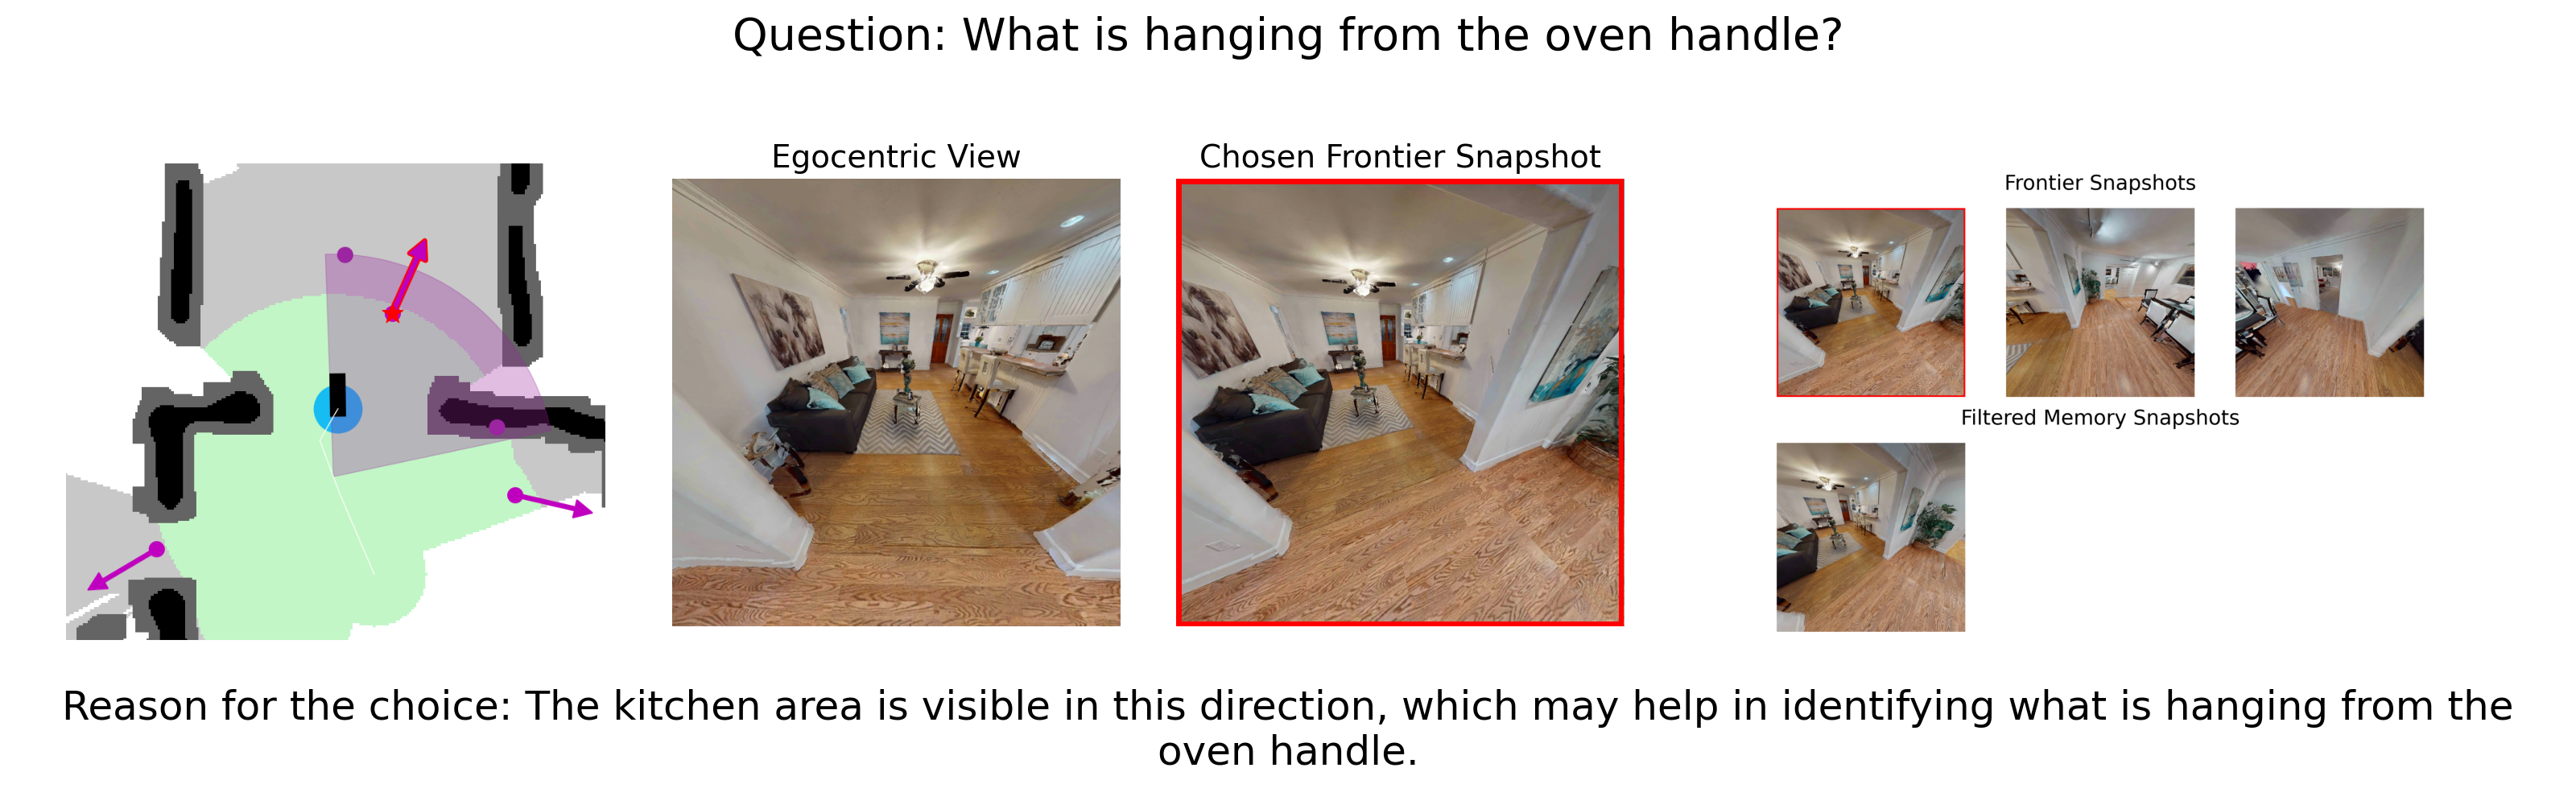 Question: What is hanging from the oven handle?
Egocentric View
Chosen Frontier Snapshot
Frontier Snapshots
Filtered Memory Snapshots
Reason for the choice: The kitchen area is visible in this direction, which may help in identifying what is hanging from the
oven handle.